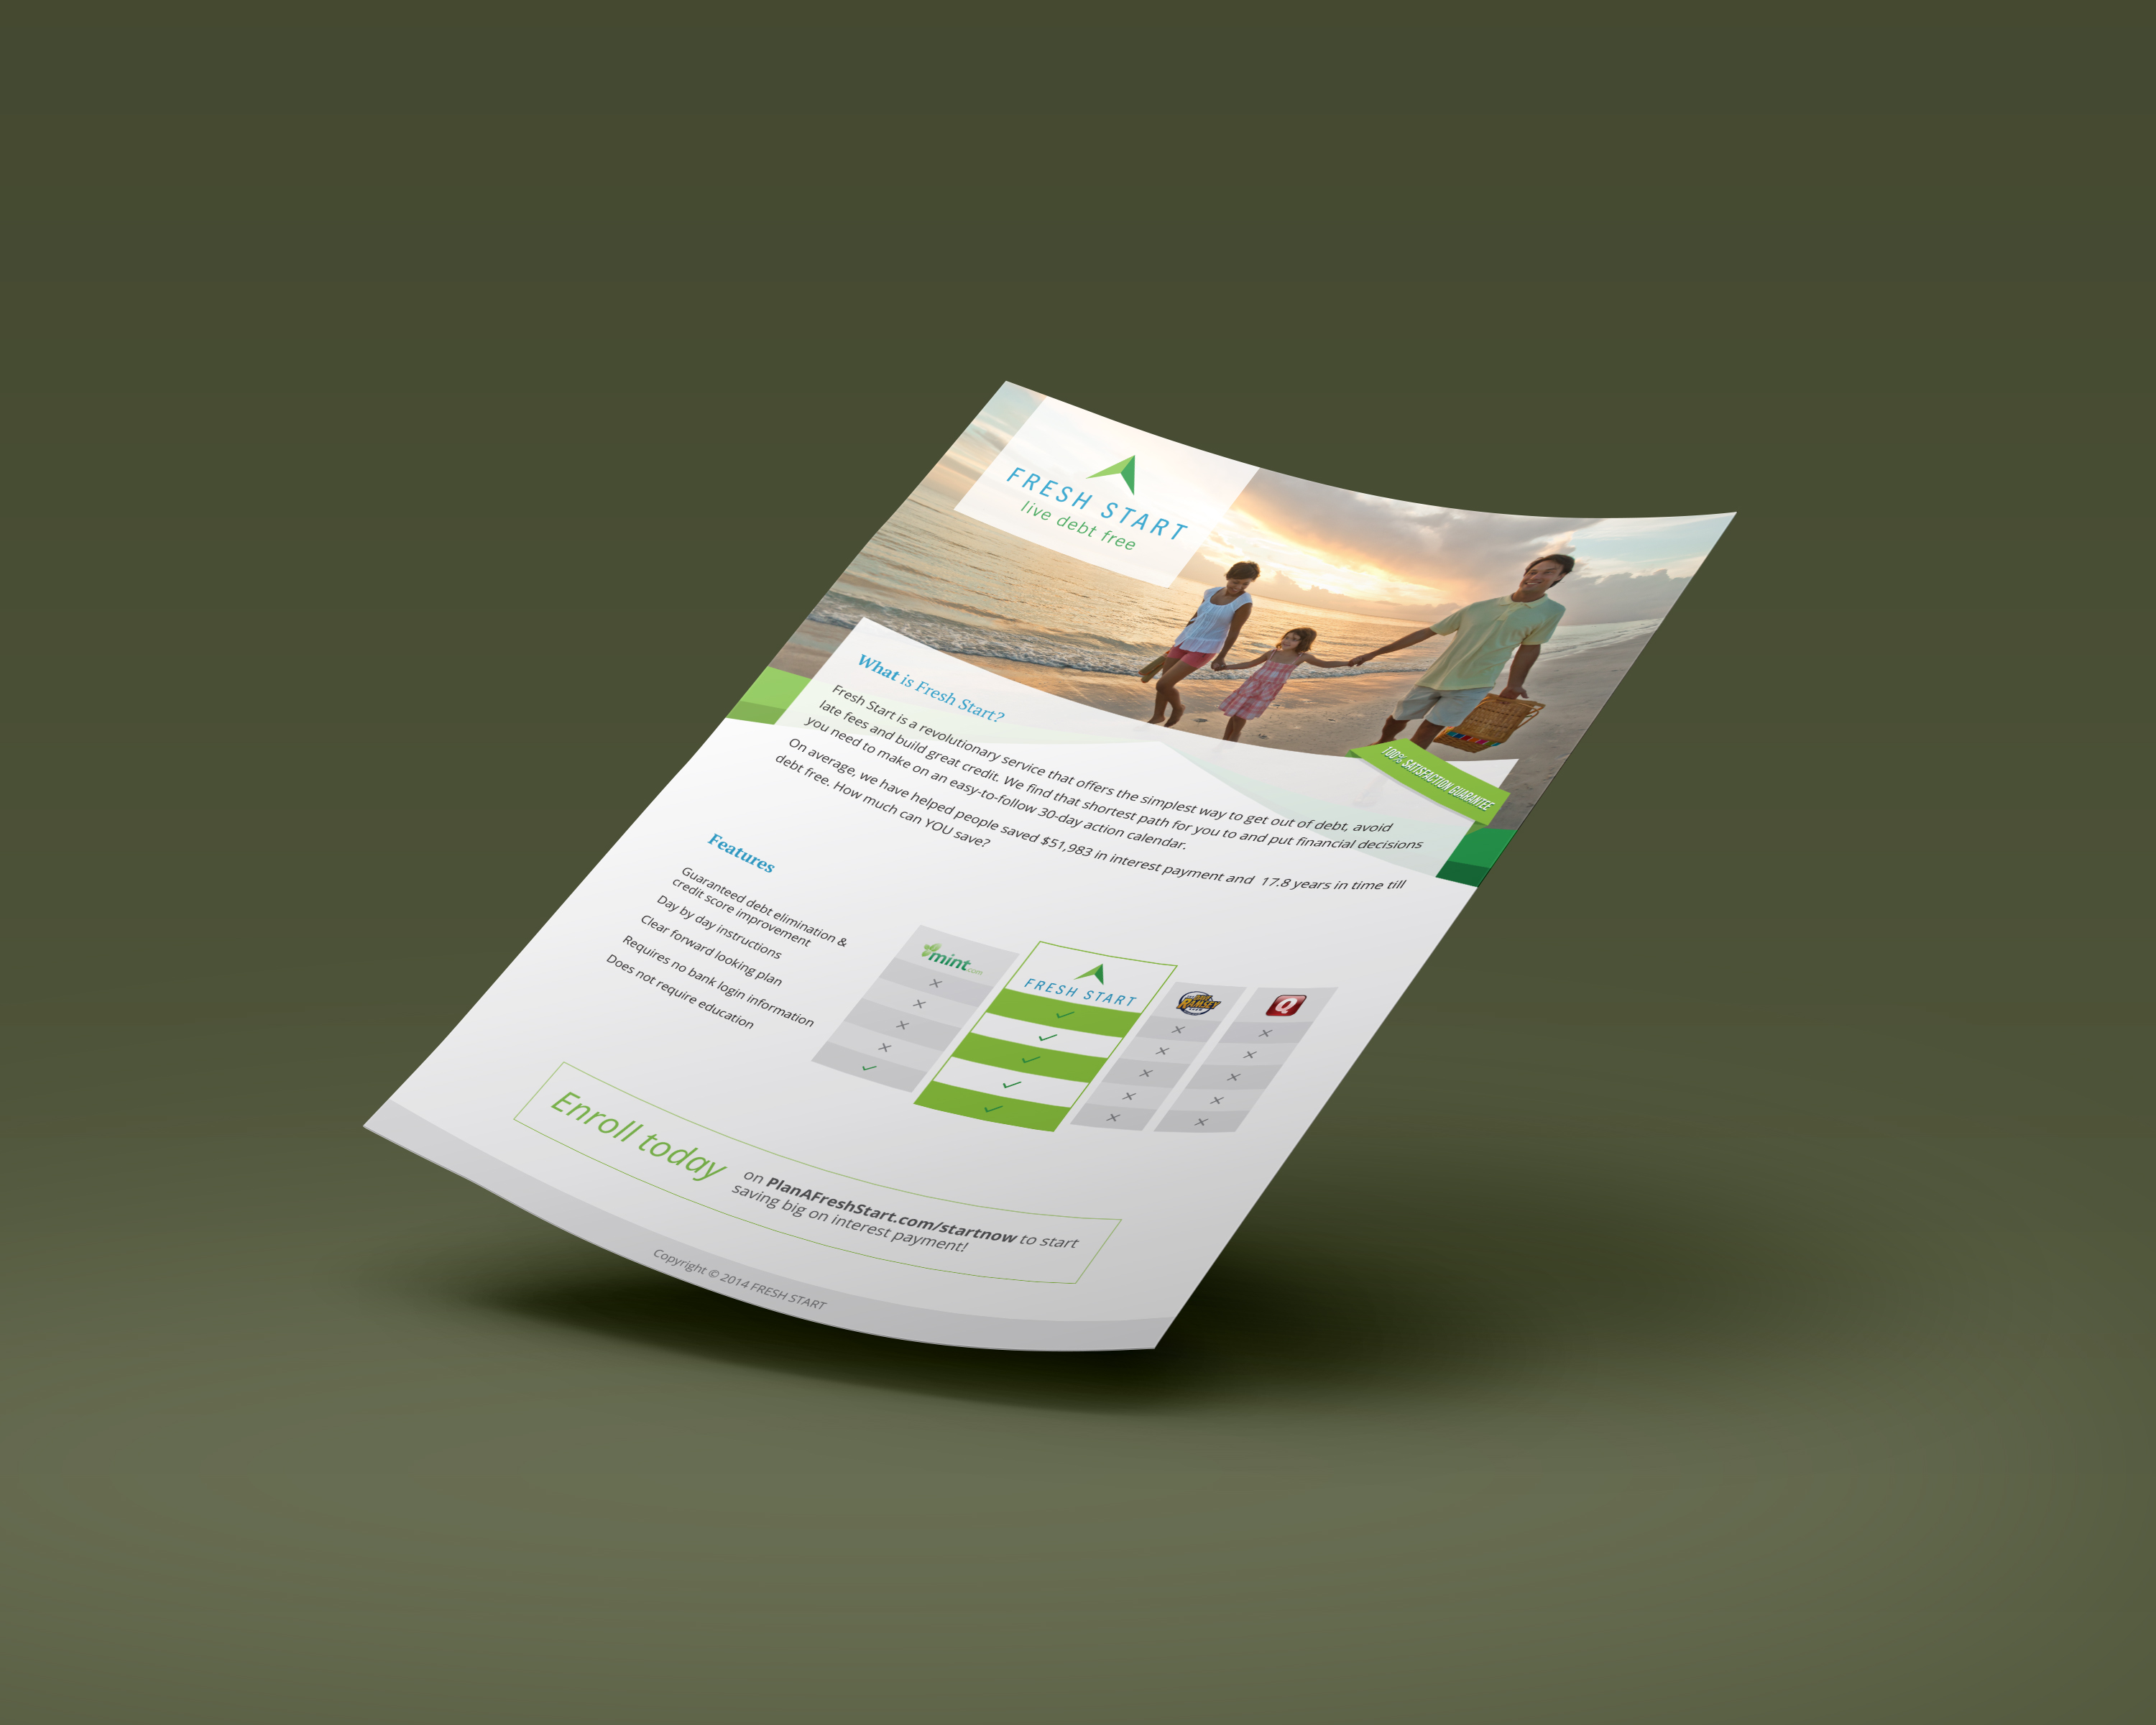 FRESH START
live debt free
What is Fresh Start?
Fresh Start is a revolutionary service that offers the simplest way to get out of debt, avoid
late fees and build great credit. We find that shortest path for you to and put financial decisions
you need to make on an easy-to-follow 30-day action calendar.
On average, we have helped people saved $51,983 in interest payment and 17.8 years in time till
debt free. How much can YOU save?
100% SATISFACTION GUARANTEE
Features
Guaranteed debt elimination &
credit score improvement
Day by day instructions
Clear forward looking plan
Requires no bank login information
Does not require education
mint.com
FRESH START
RAMSEY
Q
Enroll today
on PlanAFreshStart.com/startnow to start
saving big on interest payment!
Copyright © 2014 FRESH START